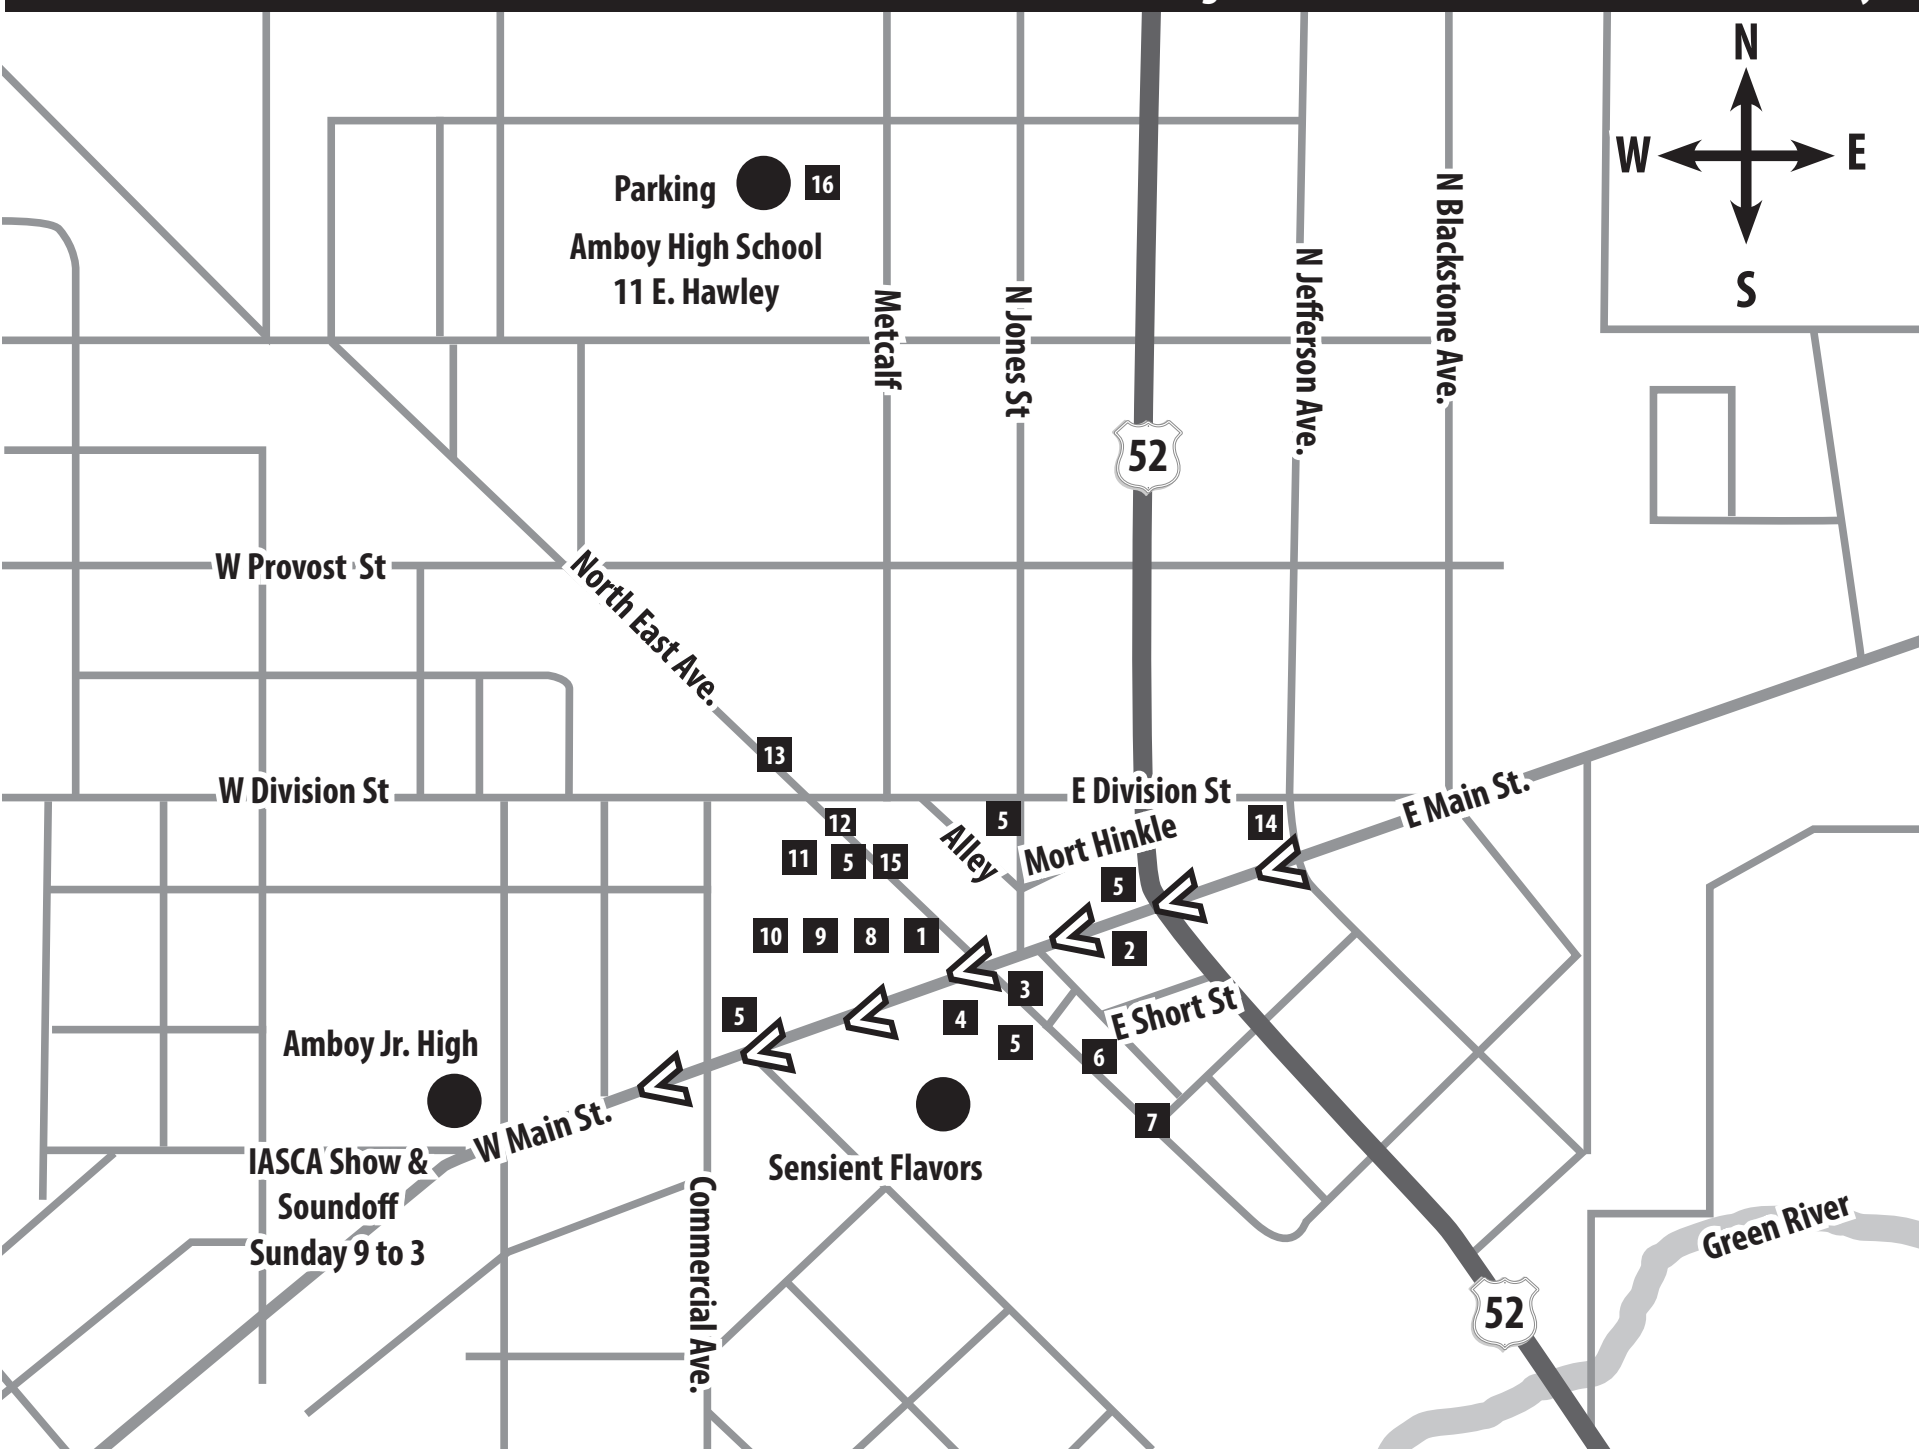 N
W
E
S
Parking
16
Amboy High School
11 E. Hawley
Metcalf
N Jones St
N Jefferson Ave.
N Blackstone Ave.
52
W Provost St
North East Ave.
13
W Division St
E Division St
E Main St.
12
5
14
Alley
Mort Hinkle
11
5
15
5
10
9
8
1
2
3
5
4
E Short St
5
6
Amboy Jr. High
7
W Main St.
IASCA Show &
Soundoff
Sunday 9 to 3
Sensient Flavors
Commercial Ave.
Green River
52